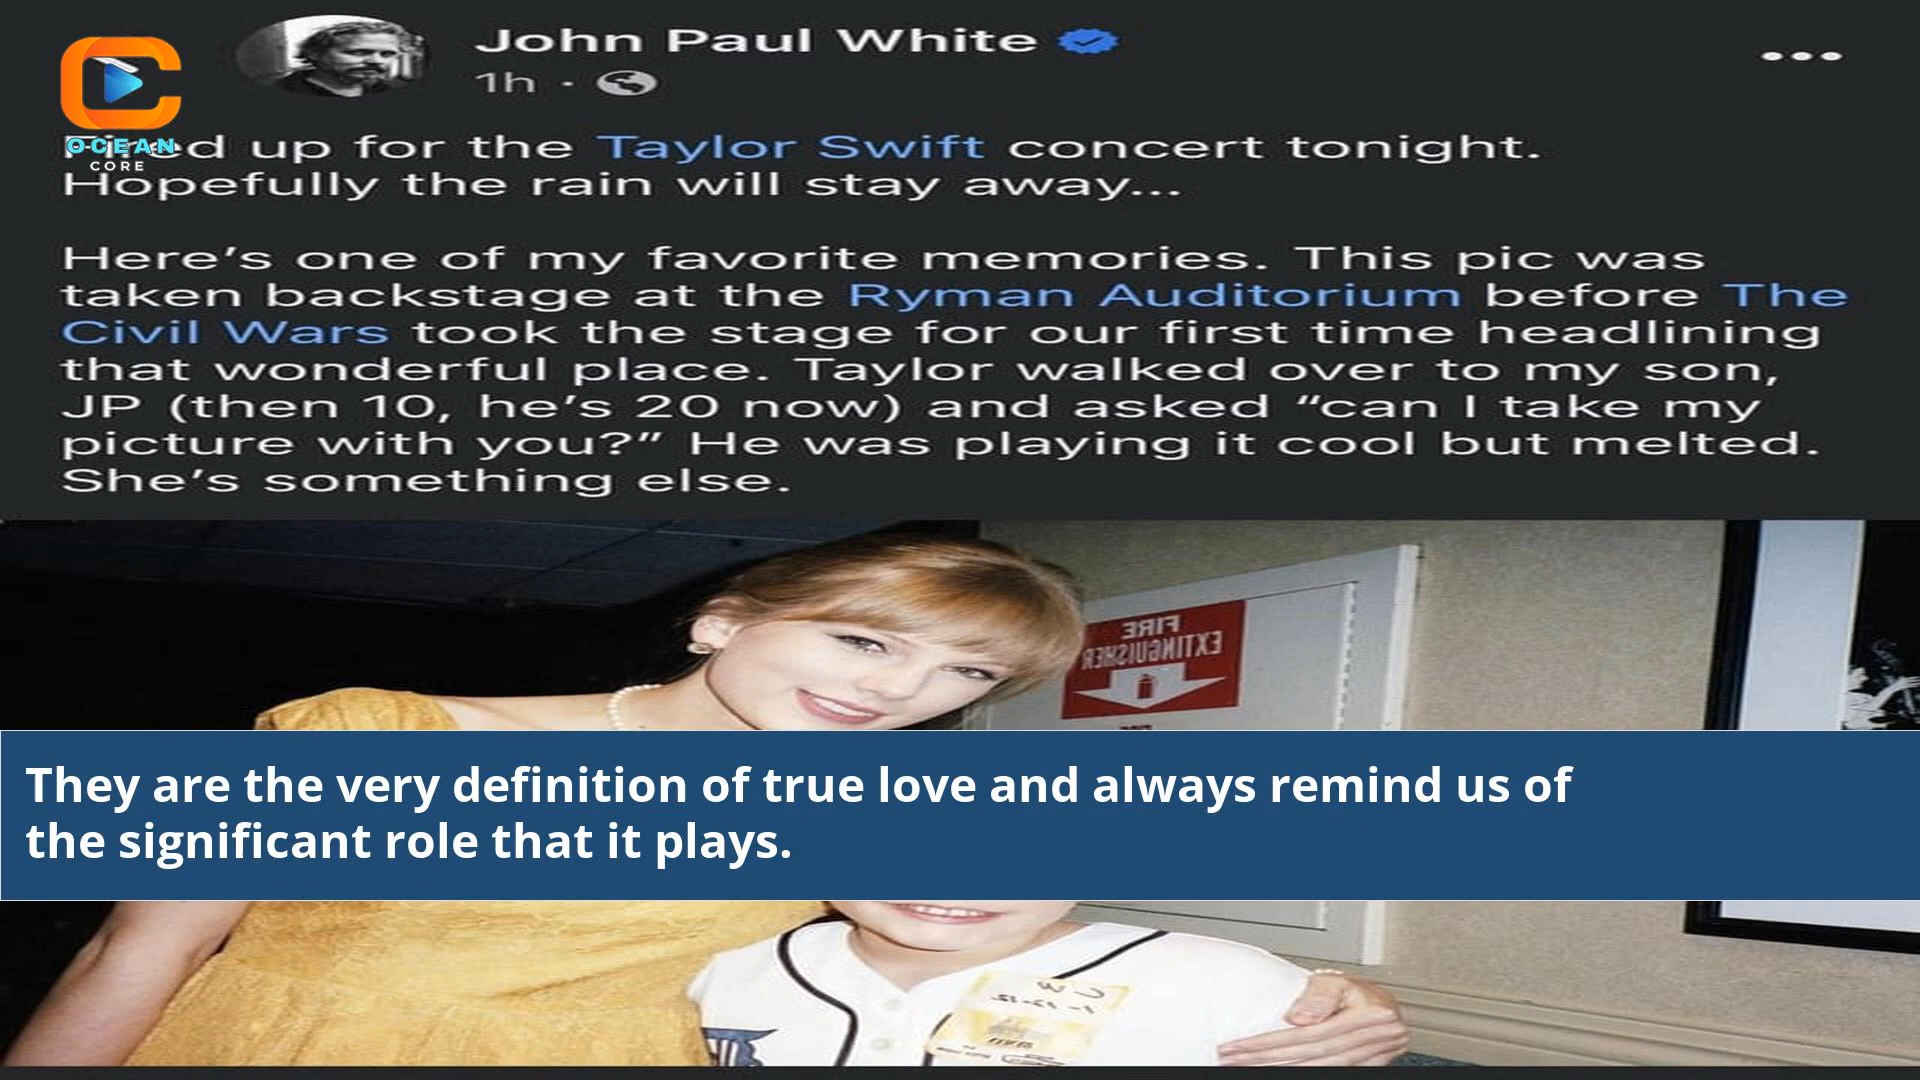 John Paul White
1h ·
OCEAN
CORE
Fired up for the Taylor Swift concert tonight.
Hopefully the rain will stay away...
Here's one of my favorite memories. This pic was
taken backstage at the Ryman Auditorium before The
Civil Wars took the stage for our first time headlining
that wonderful place. Taylor walked over to my son,
JP (then 10, he's 20 now) and asked “can I take my
picture with you?” He was playing it cool but melted.
She's something else.
FIRE
EXTINGUISHER
They are the very definition of true love and always remind us of
the significant role that it plays.